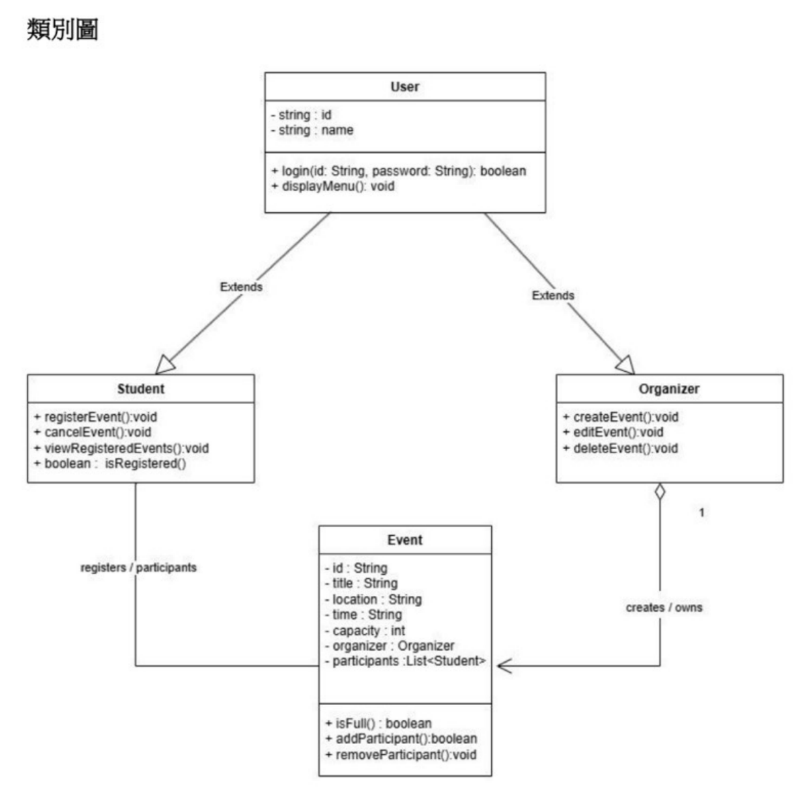 類別圖
User
- string : id
- string : name
+ login(id: String, password: String): boolean
+ displayMenu(): void
Extends
Extends
Student
+ registerEvent():void
+ cancelEvent():void
+ viewRegisteredEvents():void
+ boolean :  isRegistered()
Organizer
+ createEvent():void
+ editEvent():void
+ deleteEvent():void
1
registers / participants
creates / owns
Event
- id : String
- title : String
- location : String
- time : String
- capacity : int
- organizer : Organizer
- participants :List<Student>
+ isFull() : boolean
+ addParticipant():boolean
+ removeParticipant():void